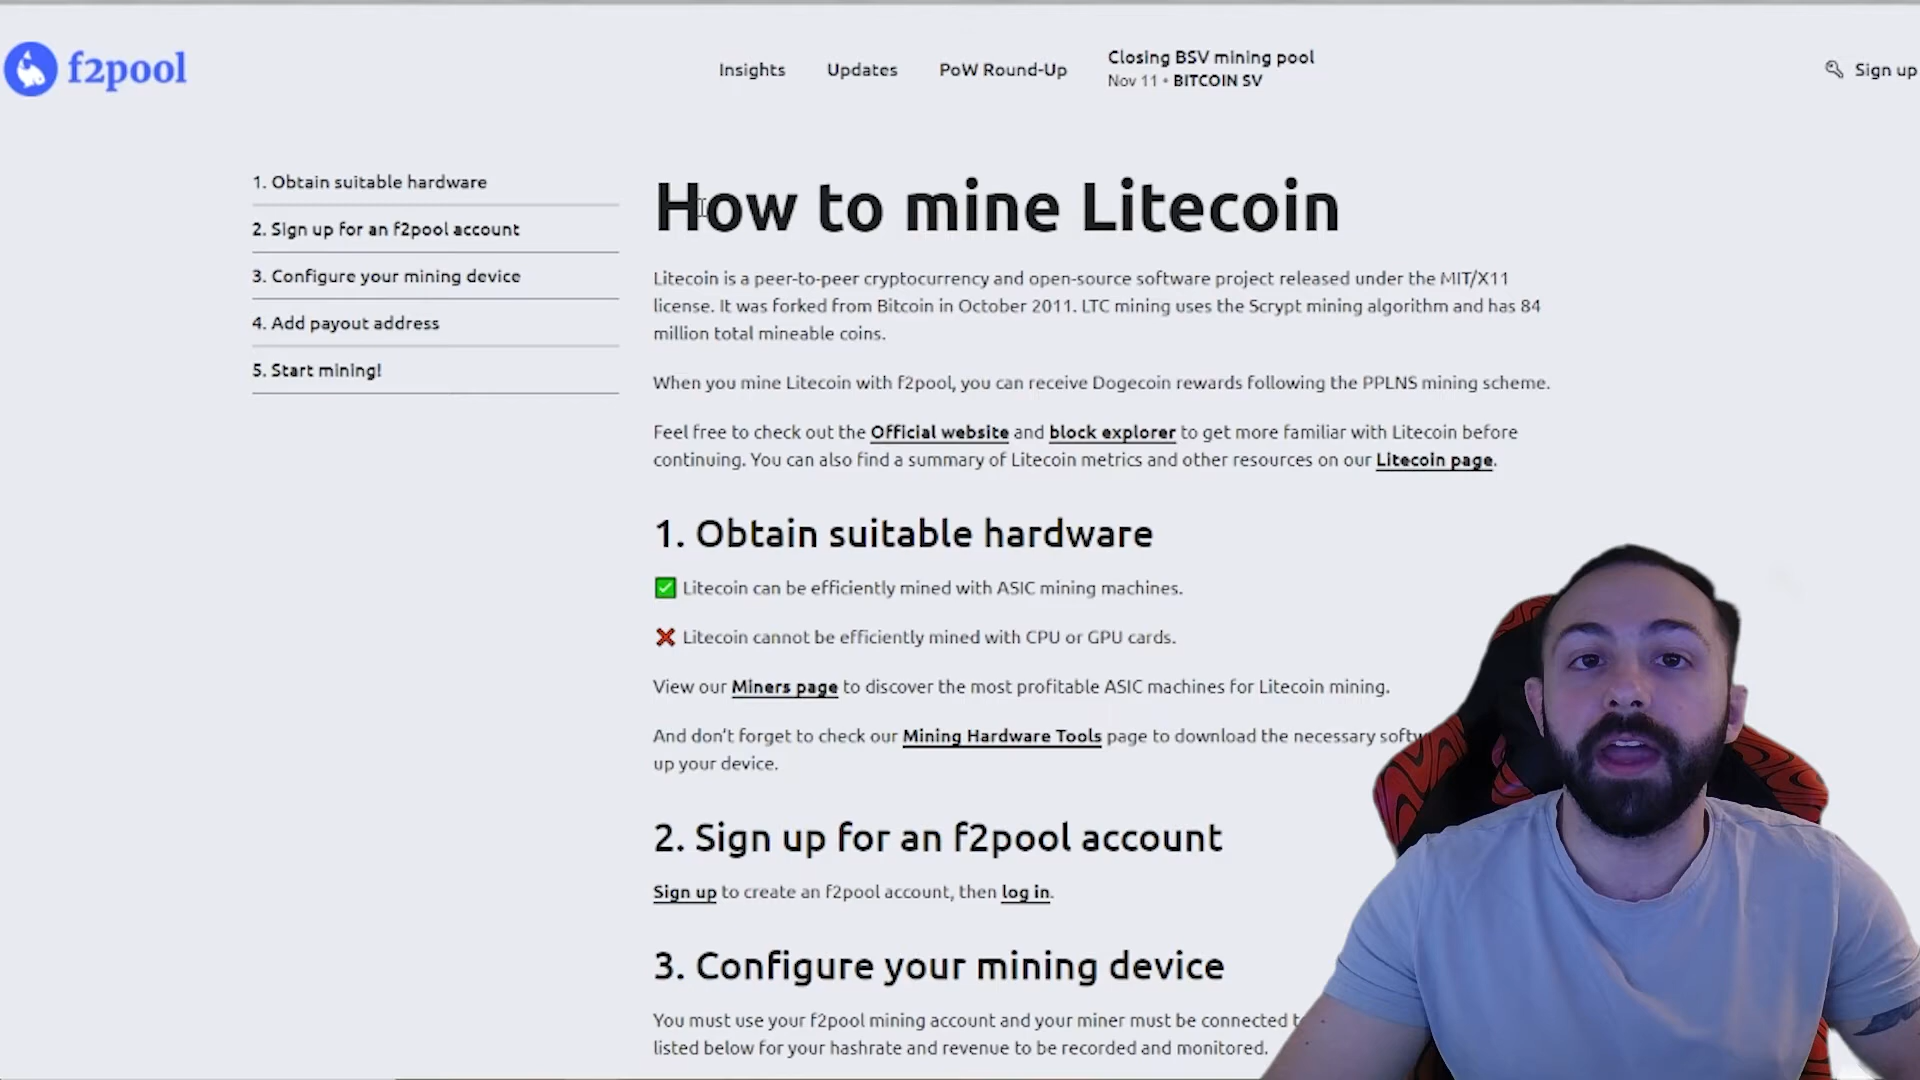 f2pool
Insights
Updates
PoW Round-Up
Closing BSV mining pool
Nov 11 • BITCOIN SV
Sign up
1. Obtain suitable hardware
2. Sign up for an f2pool account
3. Configure your mining device
4. Add payout address
5. Start mining!
How to mine Litecoin
Litecoin is a peer-to-peer cryptocurrency and open-source software project released under the MIT/X11
license. It was forked from Bitcoin in October 2011. LTC mining uses the Scrypt mining algorithm and has 84
million total mineable coins.
When you mine Litecoin with f2pool, you can receive Dogecoin rewards following the PPLNS mining scheme.
Feel free to check out the Official website and block explorer to get more familiar with Litecoin before
continuing. You can also find a summary of Litecoin metrics and other resources on our Litecoin page.
1. Obtain suitable hardware
Litecoin can be efficiently mined with ASIC mining machines.
Litecoin cannot be efficiently mined with CPU or GPU cards.
View our Miners page to discover the most profitable ASIC machines for Litecoin mining.
And don't forget to check our Mining Hardware Tools page to download the necessary
up your device.
2. Sign up for an f2pool account
Sign up to create an f2pool account, then log in.
3. Configure your mining device
You must use your f2pool mining account and your miner must be connected
listed below for your hashrate and revenue to be recorded and monitored.